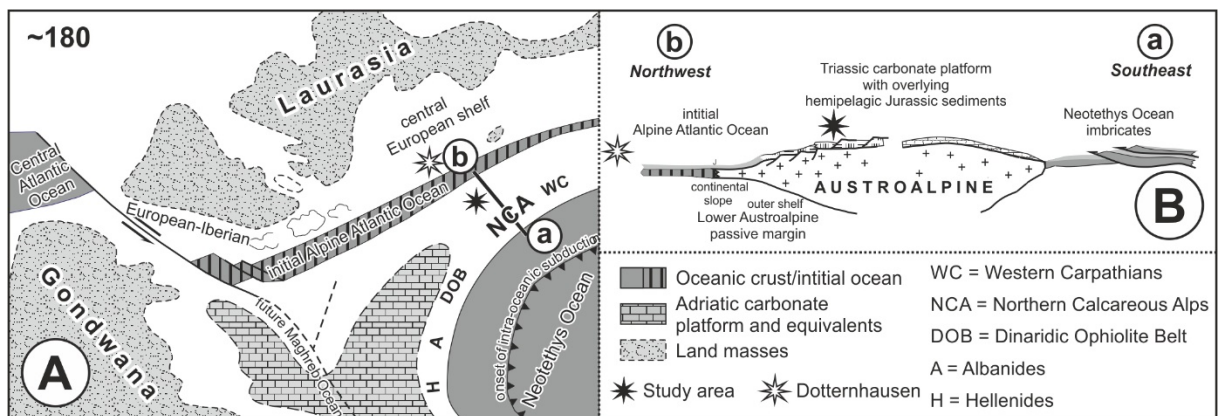 ~180
Laurasia
central
European shelf
b
Central
Atlantic
Ocean
European-Iberian
intitial Alpine Atlantic Ocean
NCA
WC
a
Gondwana
future Maghreb Ocean
DOB
A
H
onset of intra-oceanic subduction
Neotethys Ocean
A
b
Northwest
a
Southeast
Triassic carbonate platform
with overlying
hemipelagic Jurassic sediments
intitial
Alpine Atlantic Ocean
Neotethys Ocean
imbricates
AUSTROALPINE
continental
slope
outer shelf
Lower Austroalpine
passive margin
B
Oceanic crust/intitial ocean
Adriatic carbonate
platform and equivalents
Land masses
Study area
Dotternhausen
WC = Western Carpathians
NCA = Northern Calcareous Alps
DOB = Dinaridic Ophiolite Belt
A = Albanides
H = Hellenides